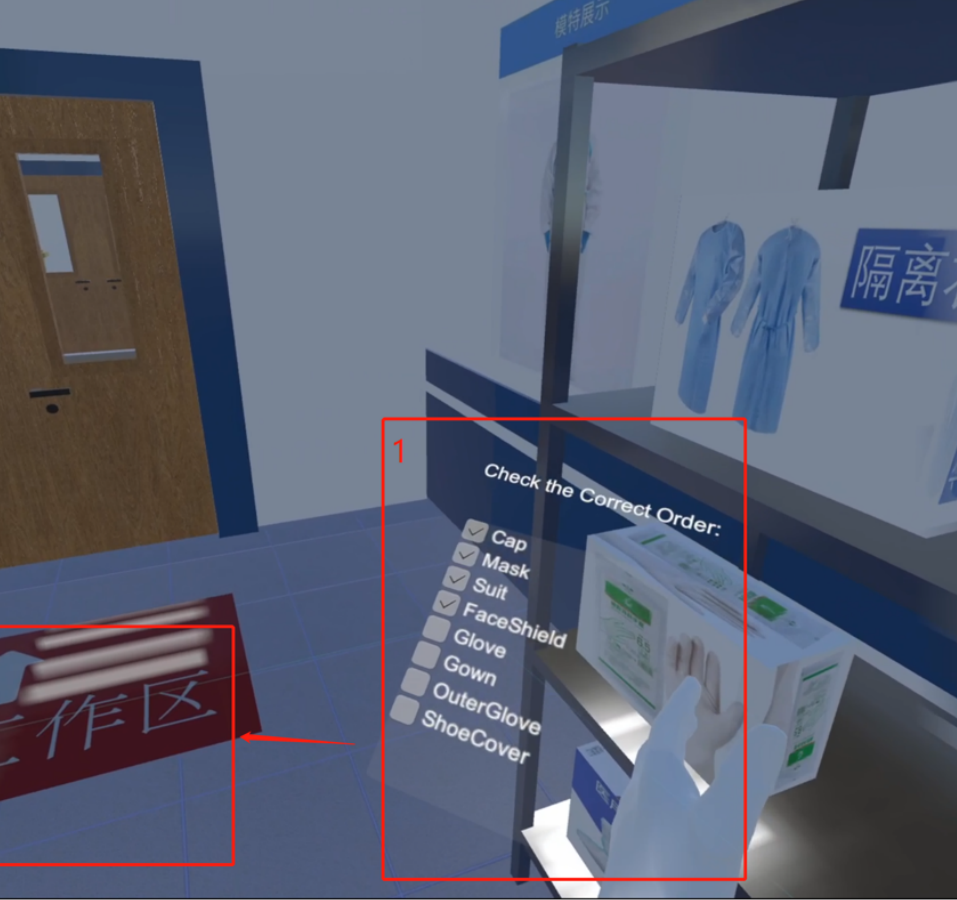 模特展示
隔离
1
Check the Correct Order:
Cap
Mask
Suit
FaceShield
Glove
Gown
OuterGlove
ShoeCover
作区